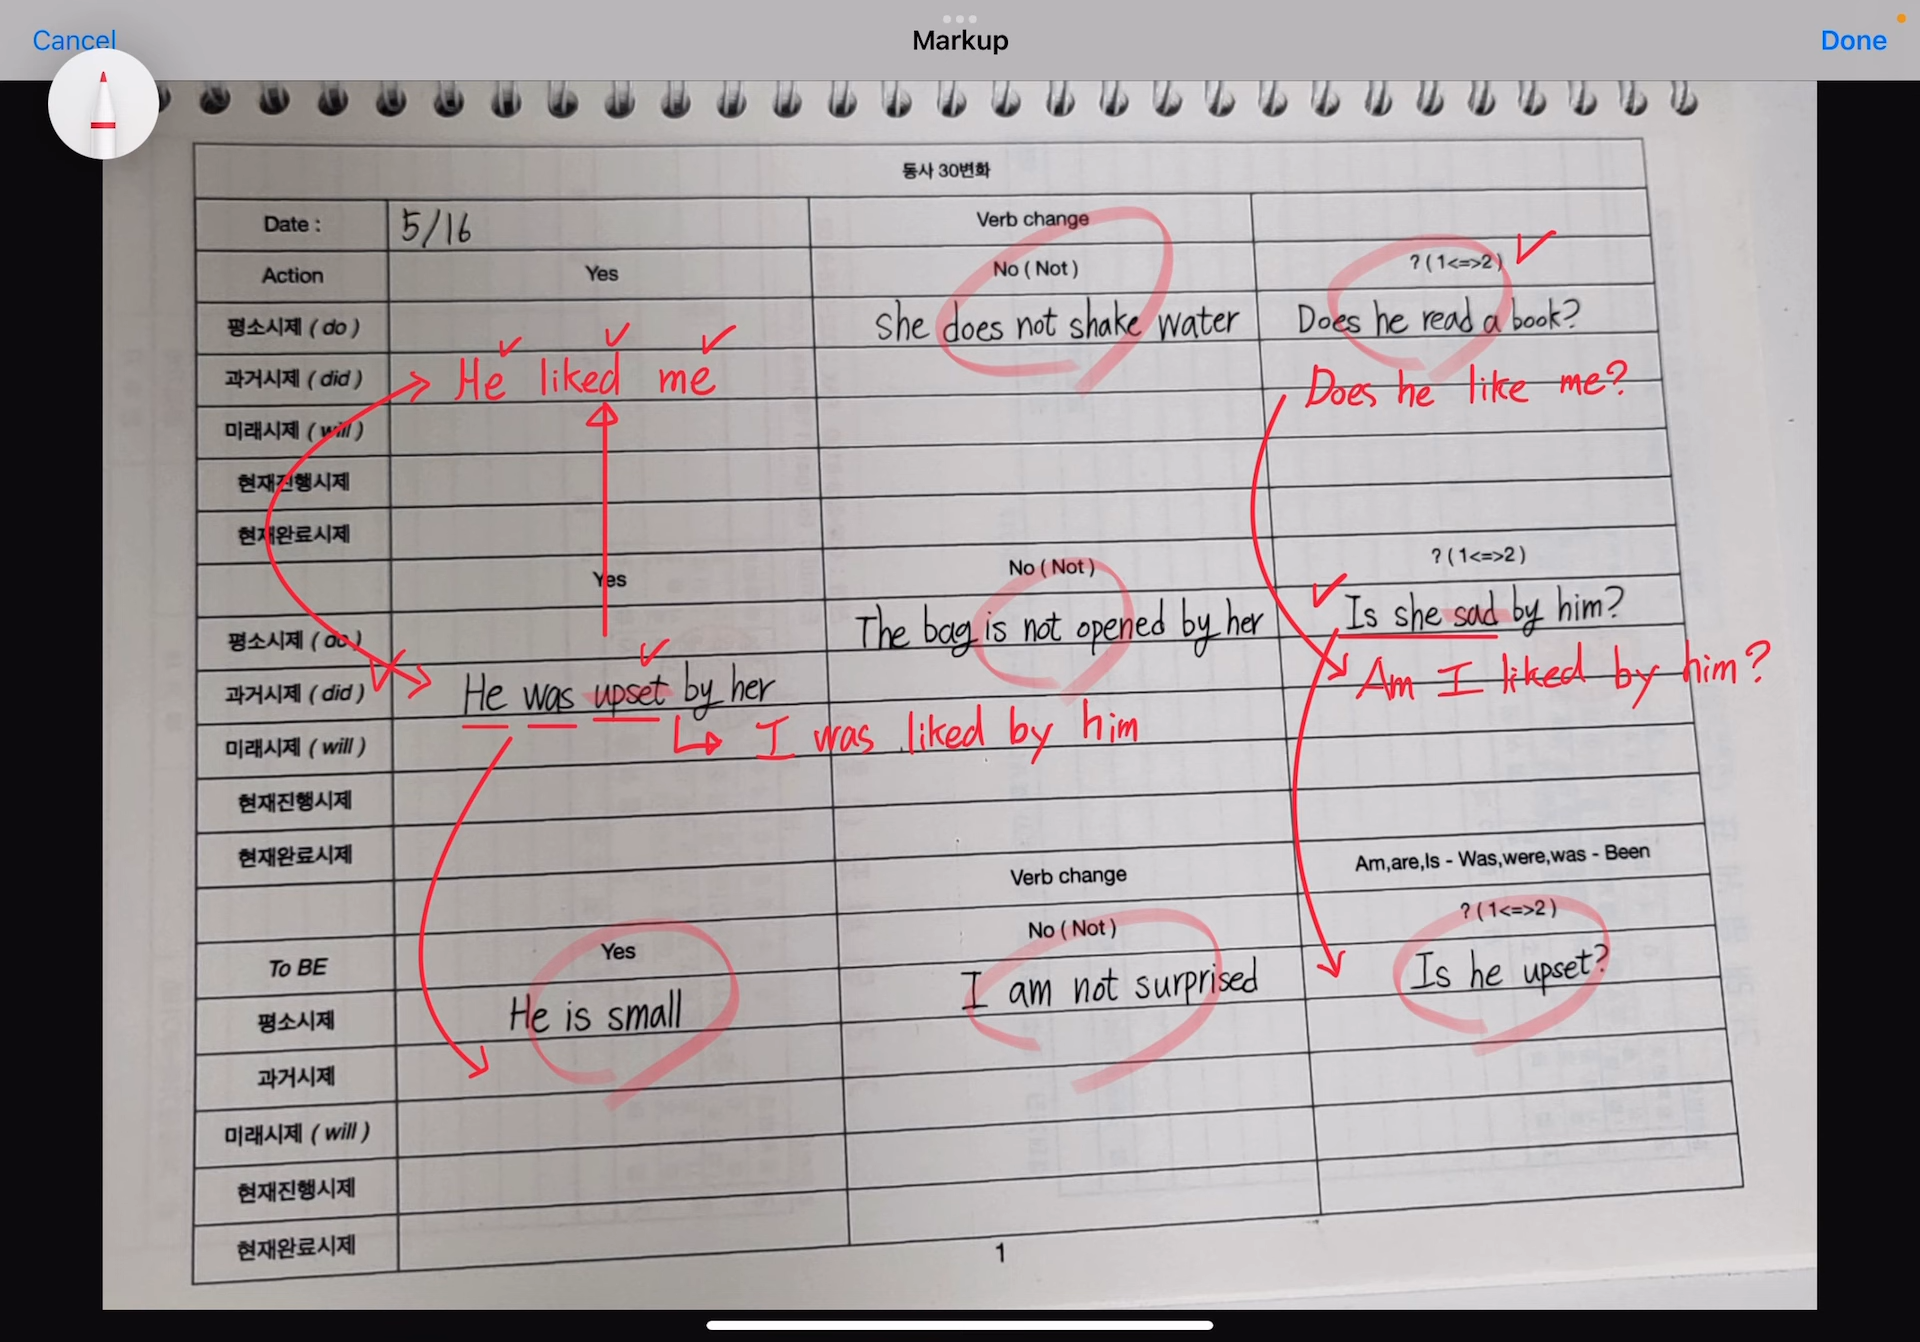 Cancel
Markup
Done
동사 30변화
Date :
5/16
Verb change
Action
Yes
No ( Not )
? ( 1<=>2 )
평소시제 ( do )
She does not shake water
Does he read a book?
과거시제 ( did )
He liked me
Does he like me?
미래시제 ( will )
현재진행시제
현재완료시제
Yes
No ( Not )
? ( 1<=>2 )
평소시제 ( do )
The bag is not opened by her
Is she sad by him?
과거시제 ( did )
He was upset by her
Am I liked by him?
미래시제 ( will )
I was liked by him
현재진행시제
현재완료시제
Verb change
Am,are,Is - Was,were,was - Been
To BE
Yes
No ( Not )
? ( 1<=>2 )
평소시제
He is small
I am not surprised
Is he upset?
과거시제
미래시제 ( will )
현재진행시제
현재완료시제
1